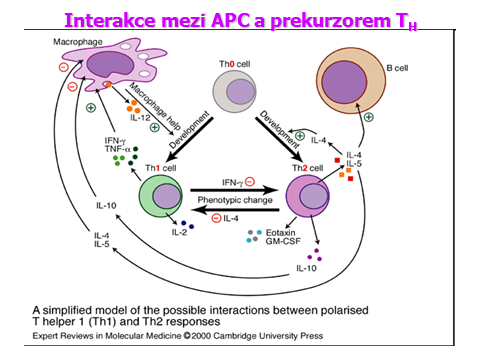 Interakce mezi APC a prekurzorem TH
Macrophage
Th0 cell
B cell
IL-12
Macrophage help
Development
Development
IL-4
IFN-γ
TNF-α
IL-4
IL-5
Th1 cell
Th2 cell
IFN-γ
Phenotypic change
IL-4
IL-10
IL-2
Eotaxin
GM-CSF
IL-4
IL-5
IL-10
A simplified model of the possible interactions between polarised
T helper 1 (Th1) and Th2 responses
Expert Reviews in Molecular Medicine ©2000 Cambridge University Press